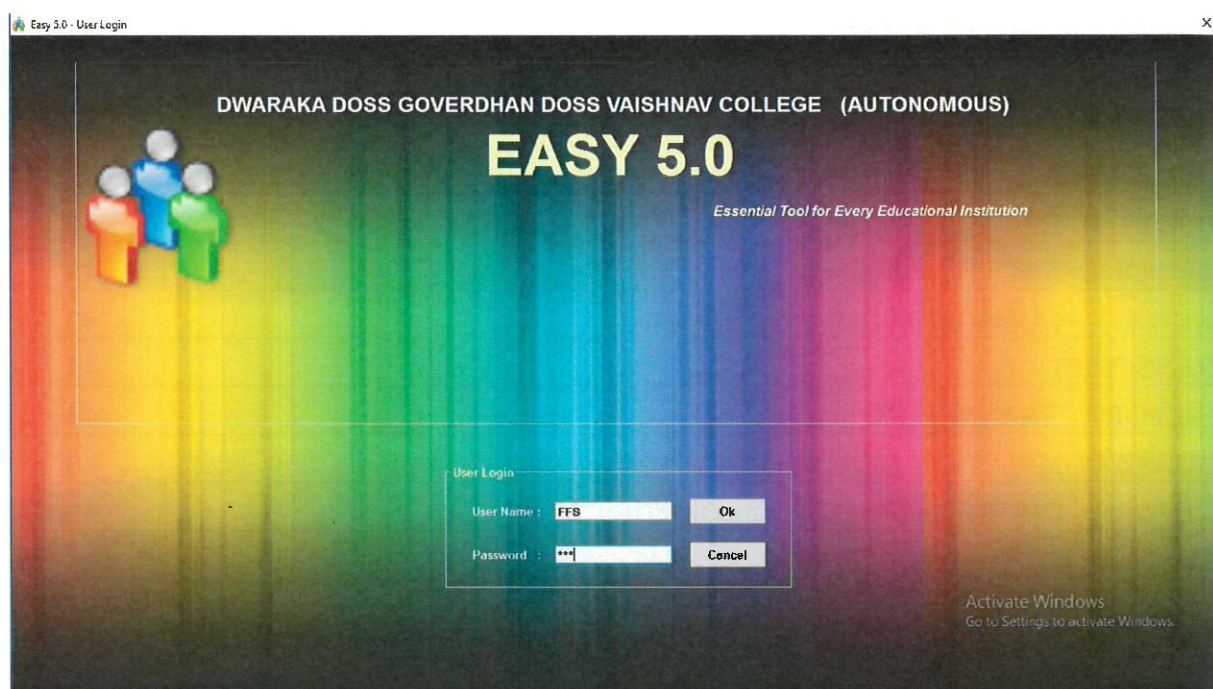 Easy 5.0 - User Login
DWARAKA DOSS GOVERDHAN DOSS VAISHNAV COLLEGE (AUTONOMOUS)
EASY 5.0
Essential Tool for Every Educational Institution
User Login
User Name : FFS Ok
Password : *** Cancel
Activate Windows
Go to Settings to activate Windows.